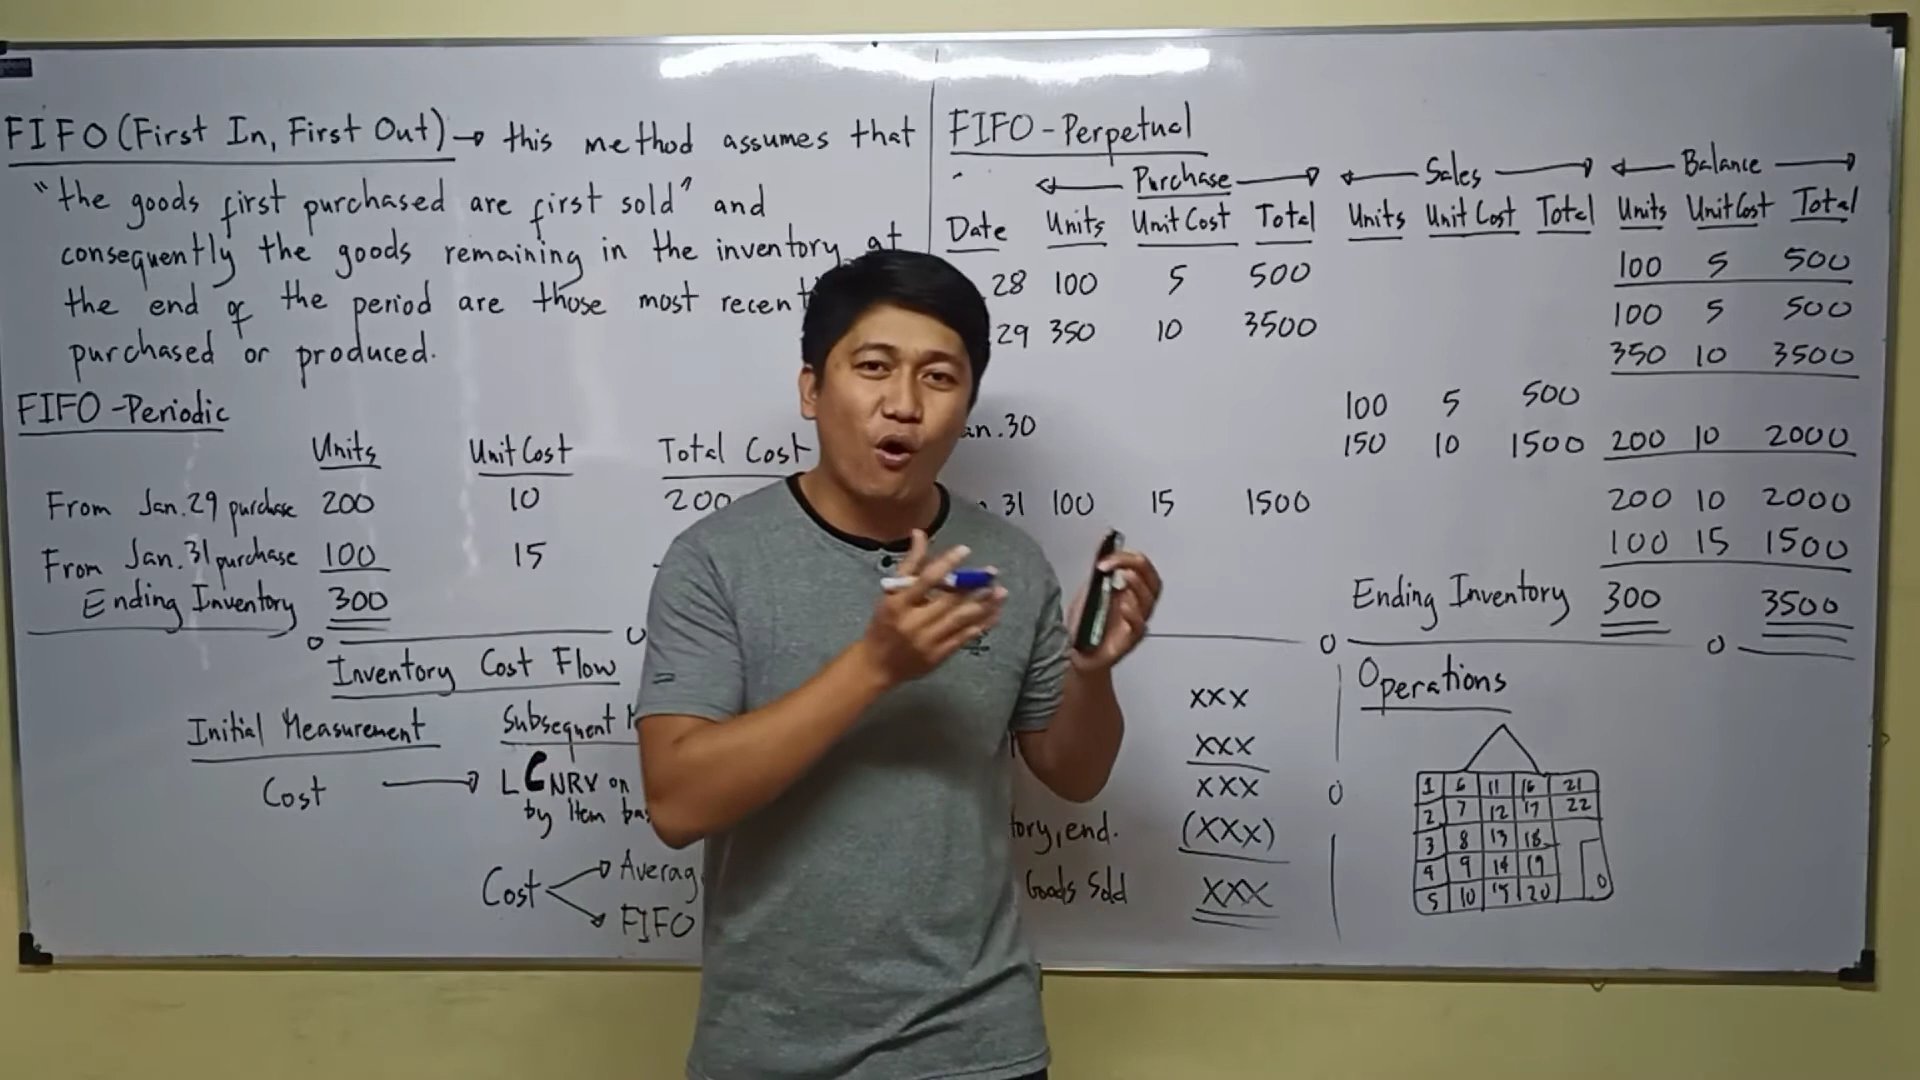 FIFO (First In, First Out) → this method assumes that
"the goods first purchased are first sold" and
consequently the goods remaining in the inventory at
the end of the period are those most recent
purchased or produced.
FIFO - Periodic
Units Unit Cost Total Cost
From Jan. 29 purchase 200 10 200
From Jan. 31 purchase 100 15
Ending Inventory 300
Inventory Cost Flow
Initial Measurement Subsequent
Cost → LCNRV on
by item bas
Cost Averag
FIFO
FIFO - Perpetual
Purchase Sales Balance
Date Units Unit Cost Total Units Unit Cost Total Units Unit Cost Total
28 100 5 500 100 5 500
100 5 500
29 350 10 3500 350 10 3500
an. 30 100 5 500
150 10 1500 200 10 2000
31 100 15 1500 200 10 2000
100 15 1500
Ending Inventory 300 3500
XXX
XXX
XXX
tory, end. (XXX)
Goods Sold XXX
Operations
1 6 11 16 21
2 7 12 17 22
3 8 13 18
4 9 14 19
5 10 15 20